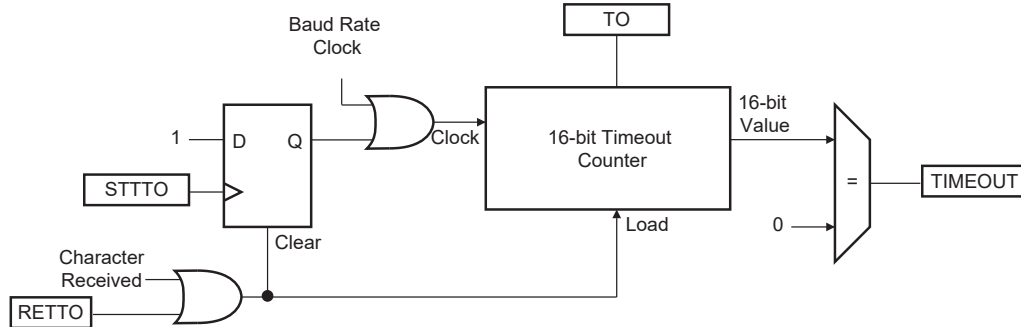 TO
Baud Rate
Clock
1
D
Q
Clock
16-bit Timeout
Counter
16-bit
Value
=
TIMEOUT
STTTO
Clear
Load
0
Character
Received
RETTO